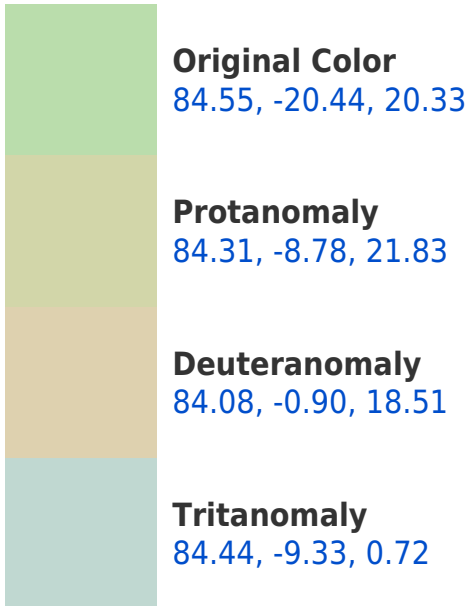 Original Color
84.55, -20.44, 20.33
Protanomaly
84.31, -8.78, 21.83
Deuteranomaly
84.08, -0.90, 18.51
Tritanomaly
84.44, -9.33, 0.72